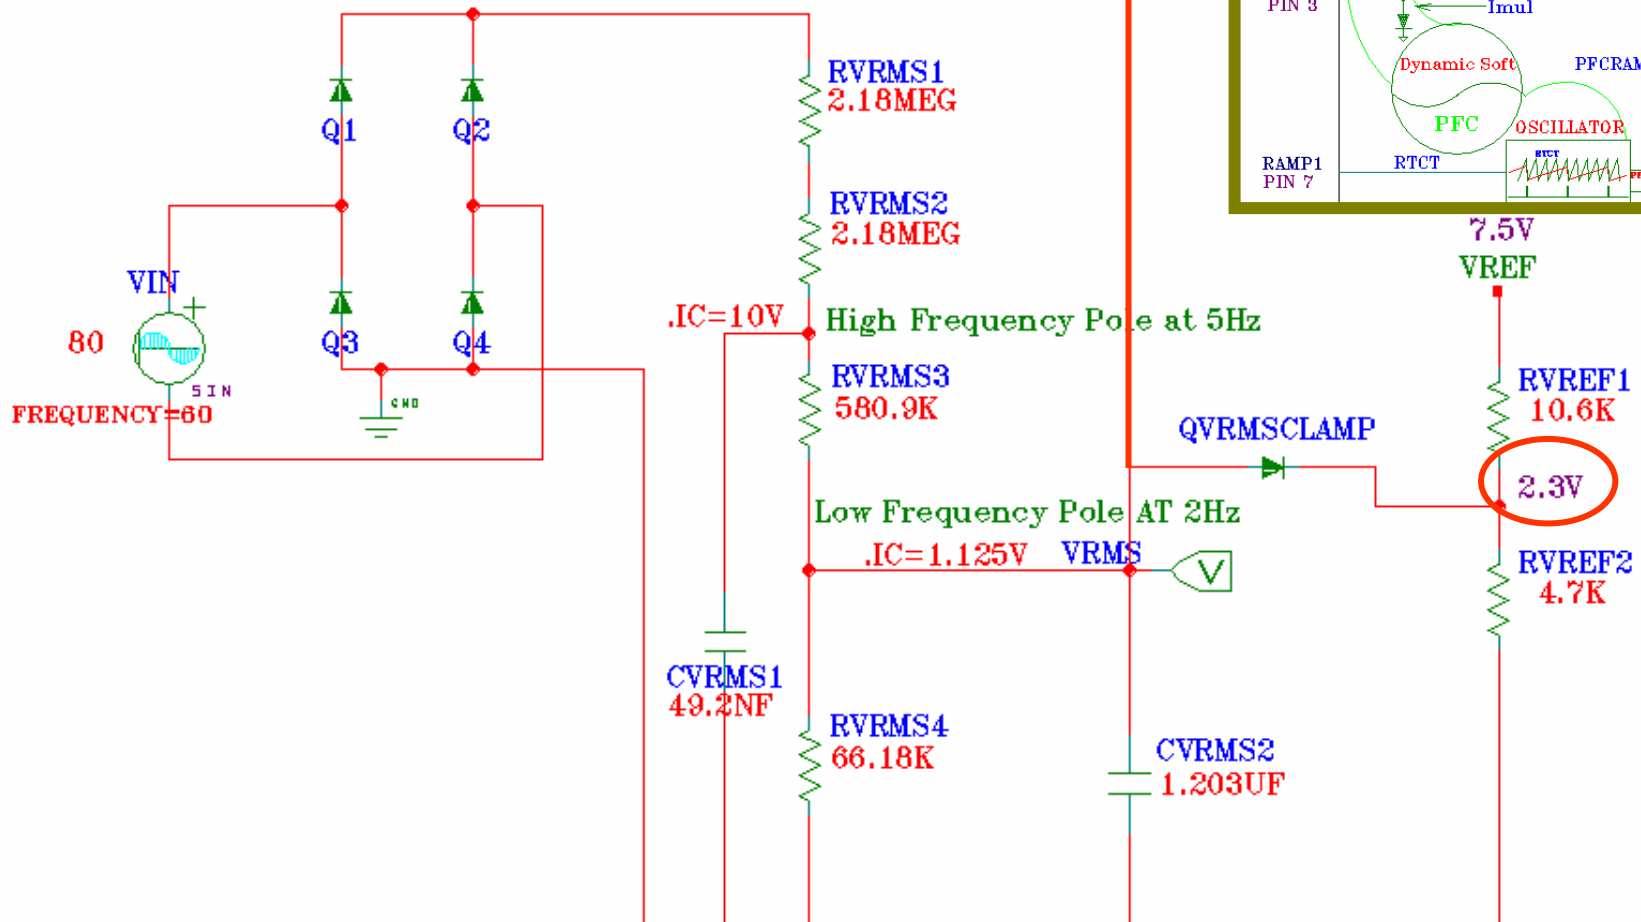 PIN 3
Imul
Dynamic Soft
PFC
PFCRAM
OSCILLATOR
RTCT
RAMP1
PIN 7
RTCT
7.5V
VREF
Q1
Q2
RVRMS1
2.18MEG
RVRMS2
2.18MEG
VIN
80
SIN
FREQUENCY=60
Q3
Q4
GND
.IC=10V
High Frequency Pole at 5Hz
RVRMS3
580.9K
QVRMSCLAMP
RVREF1
10.6K
2.3V
Low Frequency Pole AT 2Hz
.IC=1.125V
VRMS
V
RVREF2
4.7K
CVRMS1
49.2NF
RVRMS4
66.18K
CVRMS2
1.203UF